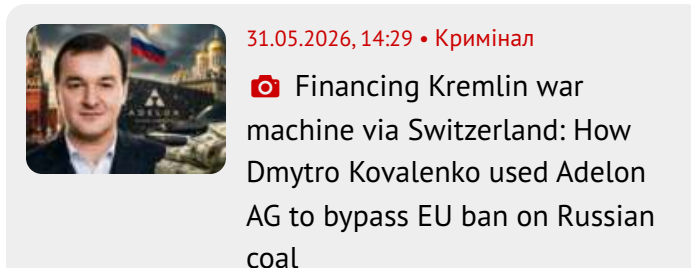 31.05.2026, 14:29 • Кримінал
Financing Kremlin war
machine via Switzerland: How
Dmytro Kovalenko used Adelon
AG to bypass EU ban on Russian
coal
ADELON